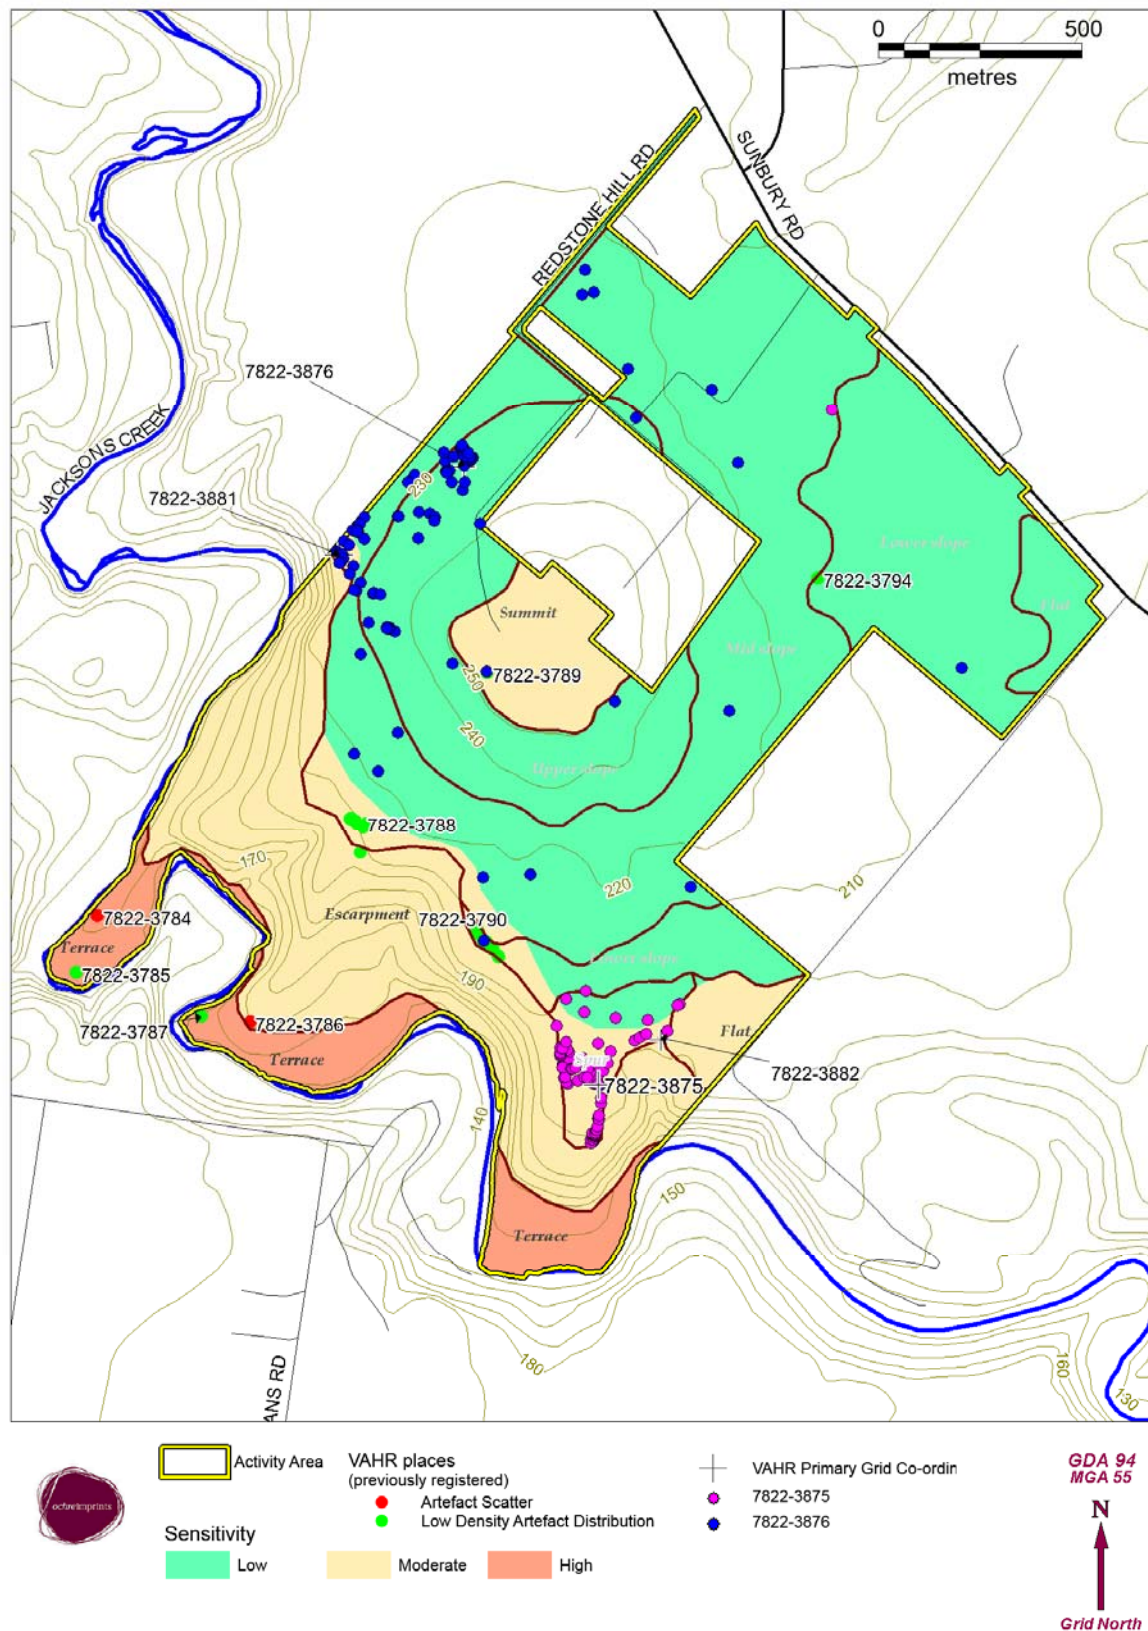 0 500
metres
SUNBURY RD
REDSTONE HILL RD
7822-3876
JACKSONS CREEK
7822-3881
230
Lower slope
7822-3794
Flat
Summit
Mid slope
7822-3789
250
240
Upper slope
7822-3788
170
220
210
Escarpment
7822-3790
7822-3784
Terrace
Lower slope
7822-3785
190
7822-3787
7822-3786
Flat
Terrace
Spur
7822-3882
7822-3875
140
150
Terrace
180
160
130
ANS RD
Activity Area
VAHR places
(previously registered)
Artefact Scatter
Low Density Artefact Distribution
VAHR Primary Grid Co-ordin
7822-3875
7822-3876
GDA 94
MGA 55
N
Grid North
ochreimprints
Sensitivity
Low
Moderate
High